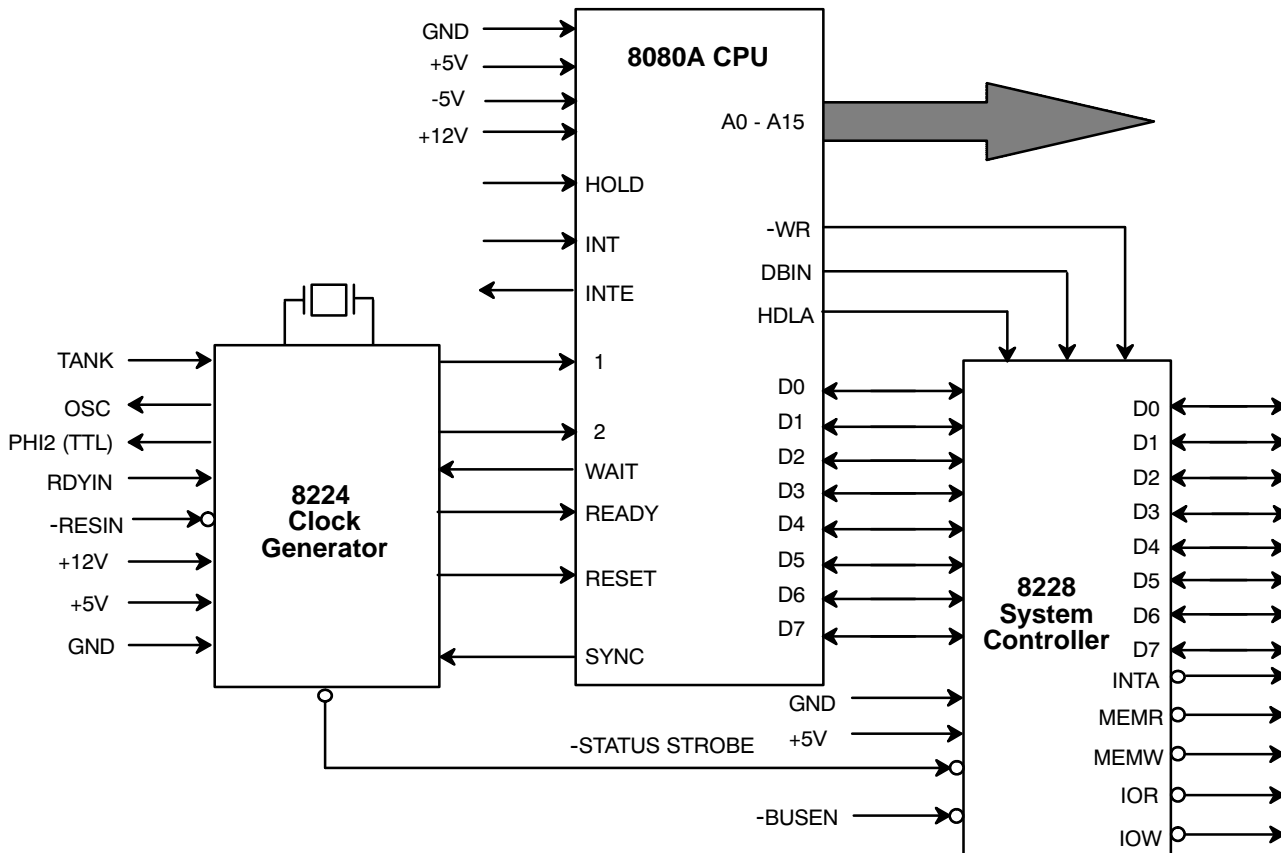 GND
+5V
-5V
+12V
8080A CPU
A0 - A15
HOLD
INT
INTE
-WR
DBIN
HDLA
1
2
WAIT
READY
RESET
SYNC
D0
D1
D2
D3
D4
D5
D6
D7
TANK
OSC
PHI2 (TTL)
RDYIN
-RESIN
+12V
+5V
GND
8224
Clock
Generator
GND
+5V
-STATUS STROBE
-BUSEN
8228
System
Controller
D0
D1
D2
D3
D4
D5
D6
D7
INTA
MEMR
MEMW
IOR
IOW